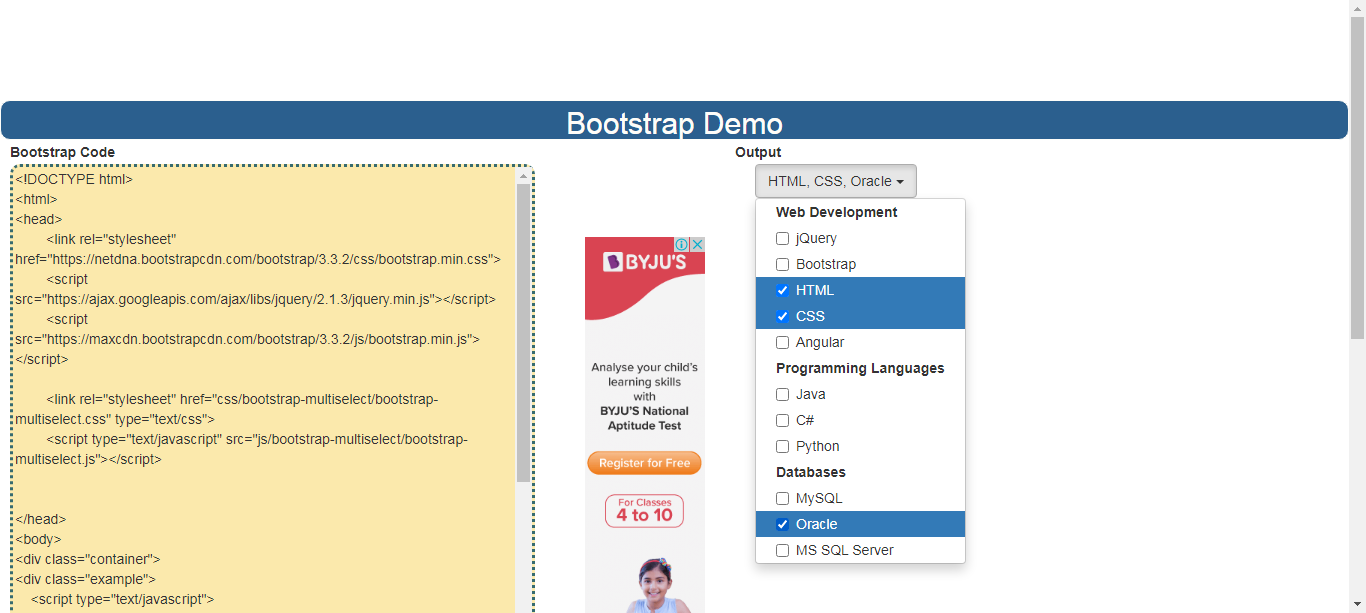 Bootstrap Demo
Bootstrap Code
<!DOCTYPE html>
<html>
<head>
<link rel="stylesheet"
href="https://netdna.bootstrapcdn.com/bootstrap/3.3.2/css/bootstrap.min.css">
<script
src="https://ajax.googleapis.com/ajax/libs/jquery/2.1.3/jquery.min.js"></script>
<script
src="https://maxcdn.bootstrapcdn.com/bootstrap/3.3.2/js/bootstrap.min.js">
</script>
<link rel="stylesheet" href="css/bootstrap-multiselect/bootstrap-
multiselect.css" type="text/css">
<script type="text/javascript" src="js/bootstrap-multiselect/bootstrap-
multiselect.js"></script>
</head>
<body>
<div class="container">
<div class="example">
<script type="text/javascript">
BYJU'S
Analyse your child's
learning skills
with
BYJU'S National
Aptitude Test
Register for Free
For Classes
4 to 10
Output
HTML, CSS, Oracle
Web Development
jQuery
Bootstrap
HTML
CSS
Angular
Programming Languages
Java
C#
Python
Databases
MySQL
Oracle
MS SQL Server